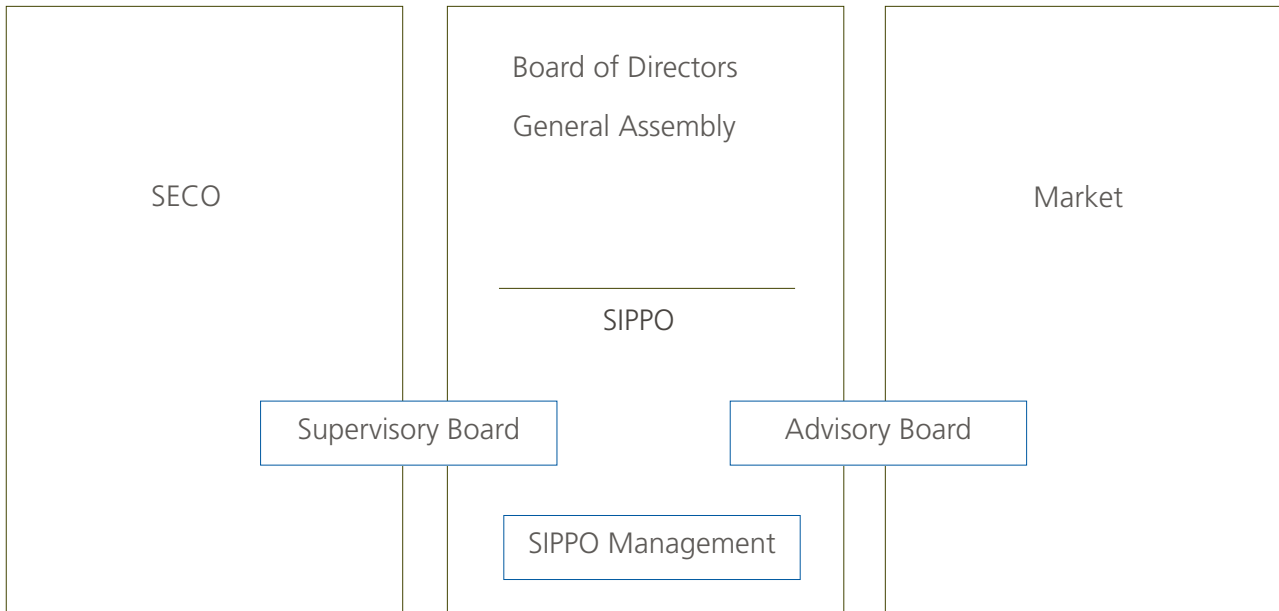 Board of Directors
General Assembly
SECO
Market
SIPPO
Supervisory Board
Advisory Board
SIPPO Management